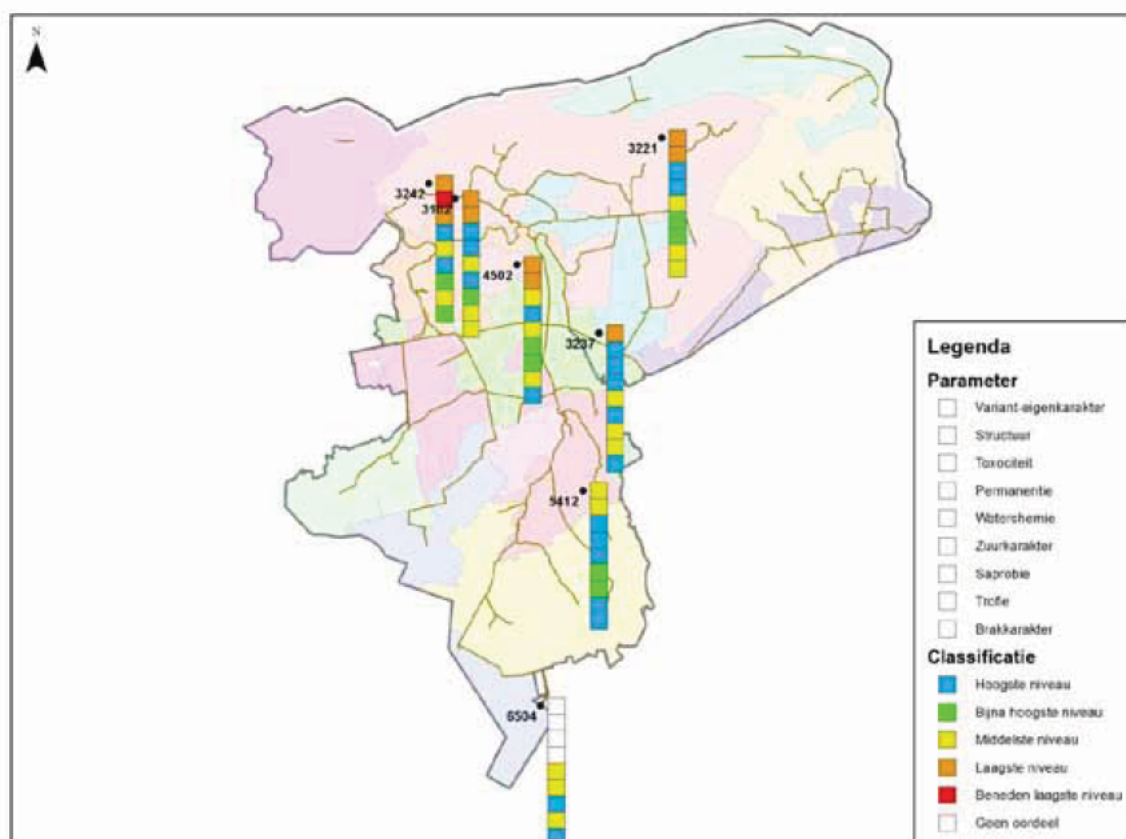 N
3221
3242
3182
4502
3237
5412
6504
Legenda
Parameter
Variant-eigenkarakter
Structuur
Toxociteit
Permanentie
Waterchemie
Zuurkarakter
Saprobie
Trofie
Brakkarakter
Classificatie
Hoogste niveau
Bijna hoogste niveau
Middelste niveau
Laagste niveau
Beneden laagste niveau
Geen oordeel